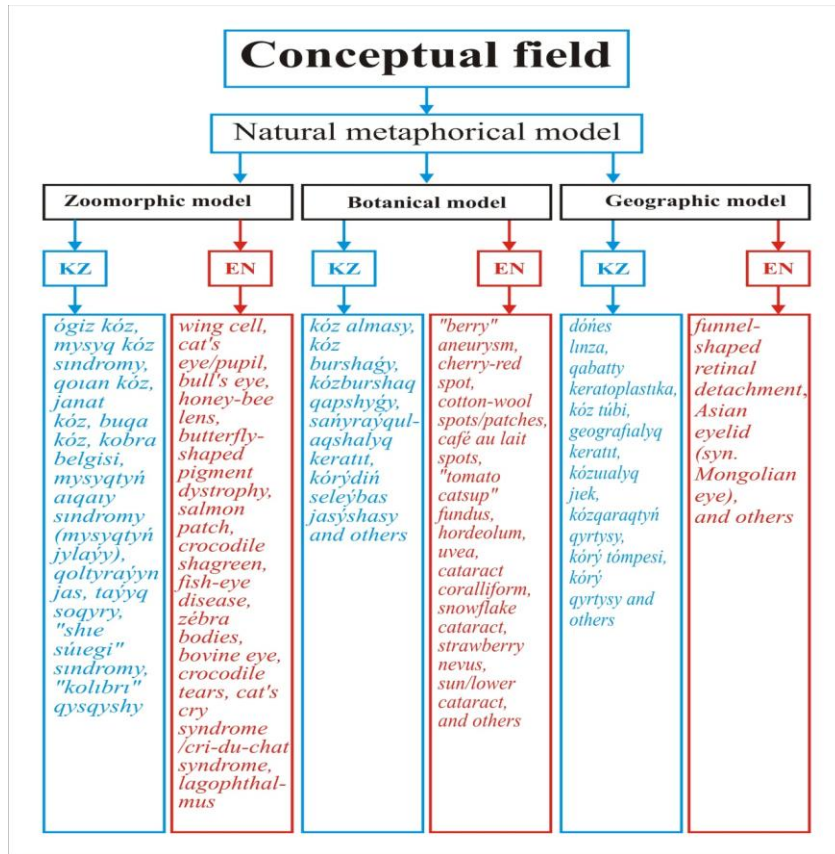 Conceptual field
Natural metaphorical model
Zoomorphic model
Botanical model
Geographic model
KZ
EN
KZ
EN
KZ
EN
ógiz kóz,
mysyq kóz
sındromy,
qoıan kóz,
janat
kóz, buqa
kóz, kobra
belgisi,
mysyqtyń
aıqaıy
sındromy
(mysyqtyń
jylaýy),
qoltyraýyn
jas, taýyq
soqyry,
"shıe
súıegi"
sındromy,
"kolıbrı"
qysqyshy
wing cell,
cat's
eye/pupil,
bull's eye,
honey-bee
lens,
butterfly-
shaped
pigment
dystrophy,
salmon
patch,
crocodile
shagreen,
fish-eye
disease,
zébra
bodies,
bovine eye,
crocodile
tears, cat's
cry
syndrome
/cri-du-chat
syndrome,
lagophthal-
mus
kóz almasy,
kóz
burshaǵy,
kózburshaq
qapshyǵy,
sańyraýqul-
aqshalyq
keratıt,
kórýdiń
seleýbas
jasýshasy
and others
"berry"
aneurysm,
cherry-red
spot,
cotton-wool
spots/patches,
café au lait
spots,
"tomato
catsup"
fundus,
hordeolum,
uvea,
cataract
coralliform,
snowflake
cataract,
strawberry
nevus,
sun/lower
cataract,
and others
dóńes
lınza,
qabatty
keratoplastıka,
kóz túbi,
geografıalyq
keratıt,
kózuıalyq
jıek,
kózqaraqtyń
qyrtysy,
kórý tómpesi,
kórý
qyrtysy and
others
funnel-
shaped
retinal
detachment,
Asian
eyelid
(syn.
Mongolian
eye),
and others